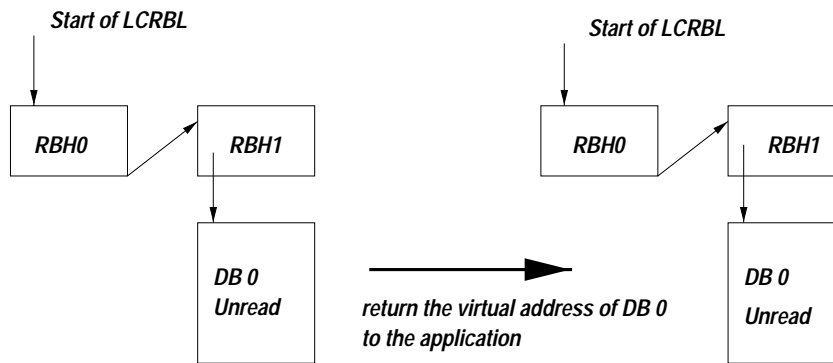 Start of LCRBL
Start of LCRBL
RBH0
RBH1
RBH0
RBH1
DB 0
Unread
return the virtual address of DB 0
to the application
DB 0
Unread